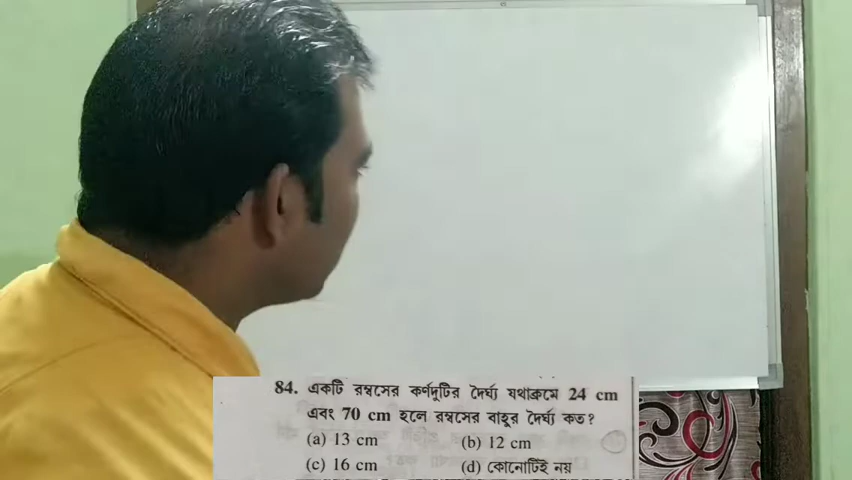 84. একটি রম্বসের কর্ণদুটির দৈর্ঘ্য যথাক্রমে 24 cm
এবং 70 cm হলে রম্বসের বাহুর দৈর্ঘ্য কত?
(a) 13 cm (b) 12 cm
(c) 16 cm (d) কোনোটিই নয়